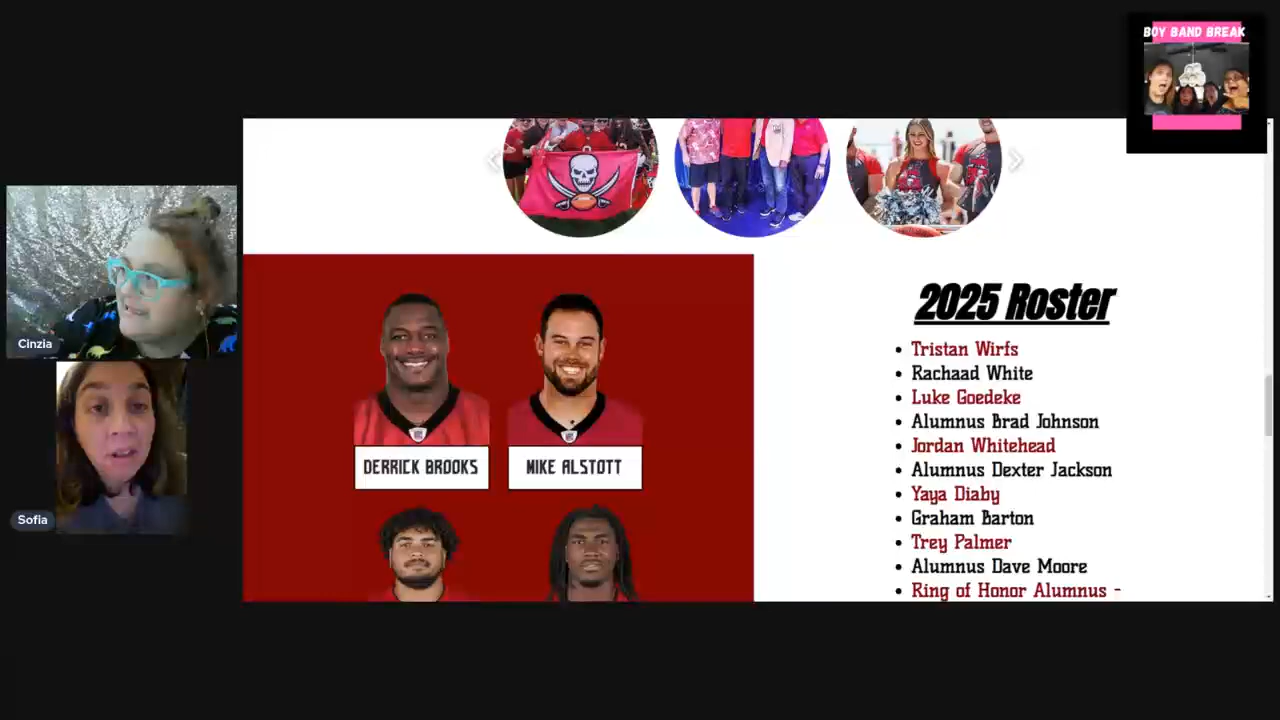 BOY BAND BREAK
Cinzia
Sofia
DERRICK BROOKS
MIKE ALSTOTT
2025 Roster
• Tristan Wirfs
• Rachaad White
• Luke Goedeke
• Alumnus Brad Johnson
• Jordan Whitehead
• Alumnus Dexter Jackson
• Yaya Diaby
• Graham Barton
• Trey Palmer
• Alumnus Dave Moore
• Ring of Honor Alumnus -